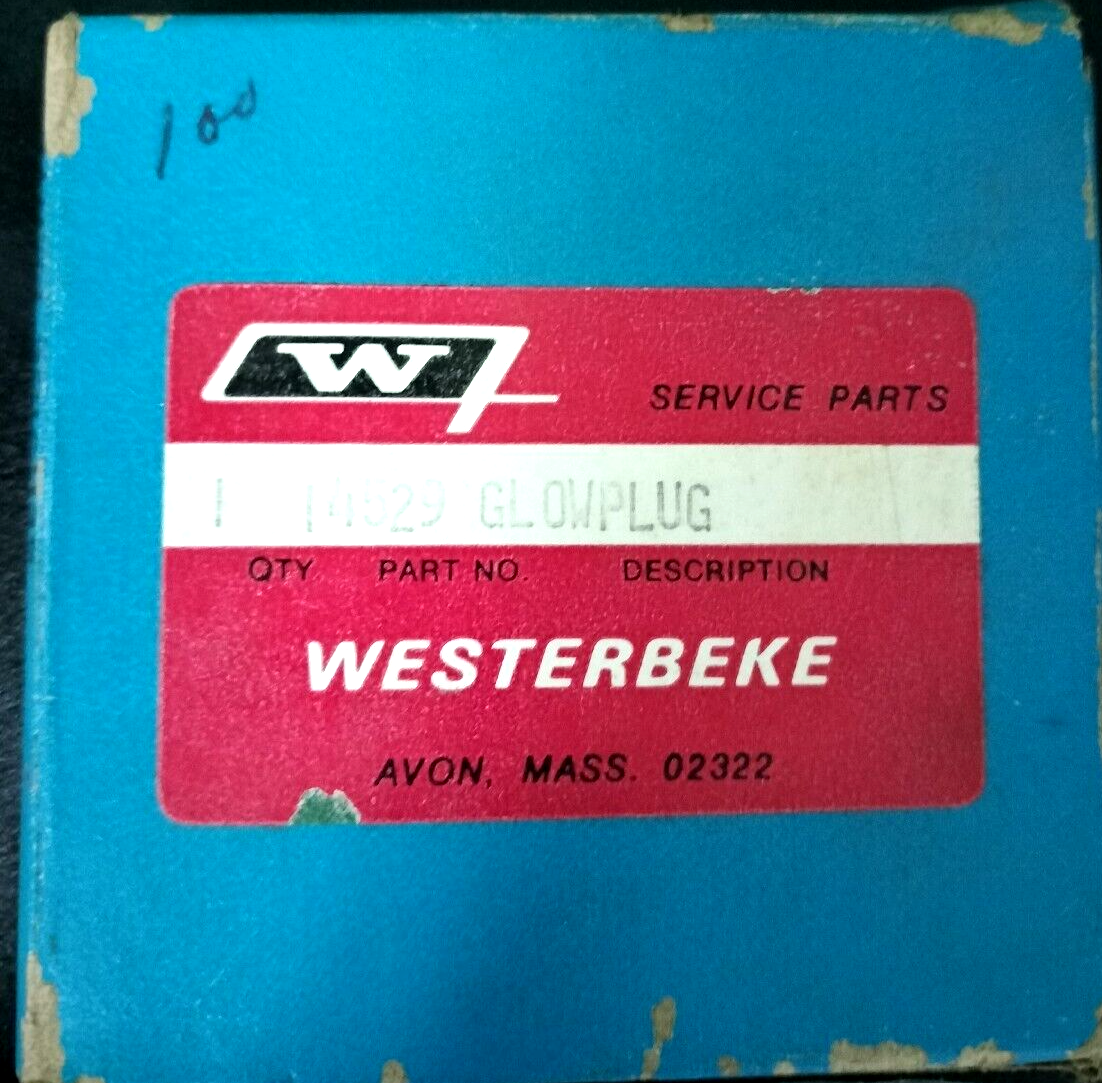 100
W
SERVICE PARTS
1 14529 GLOWPLUG
QTY PART NO. DESCRIPTION
WESTERBEKE
AVON, MASS. 02322